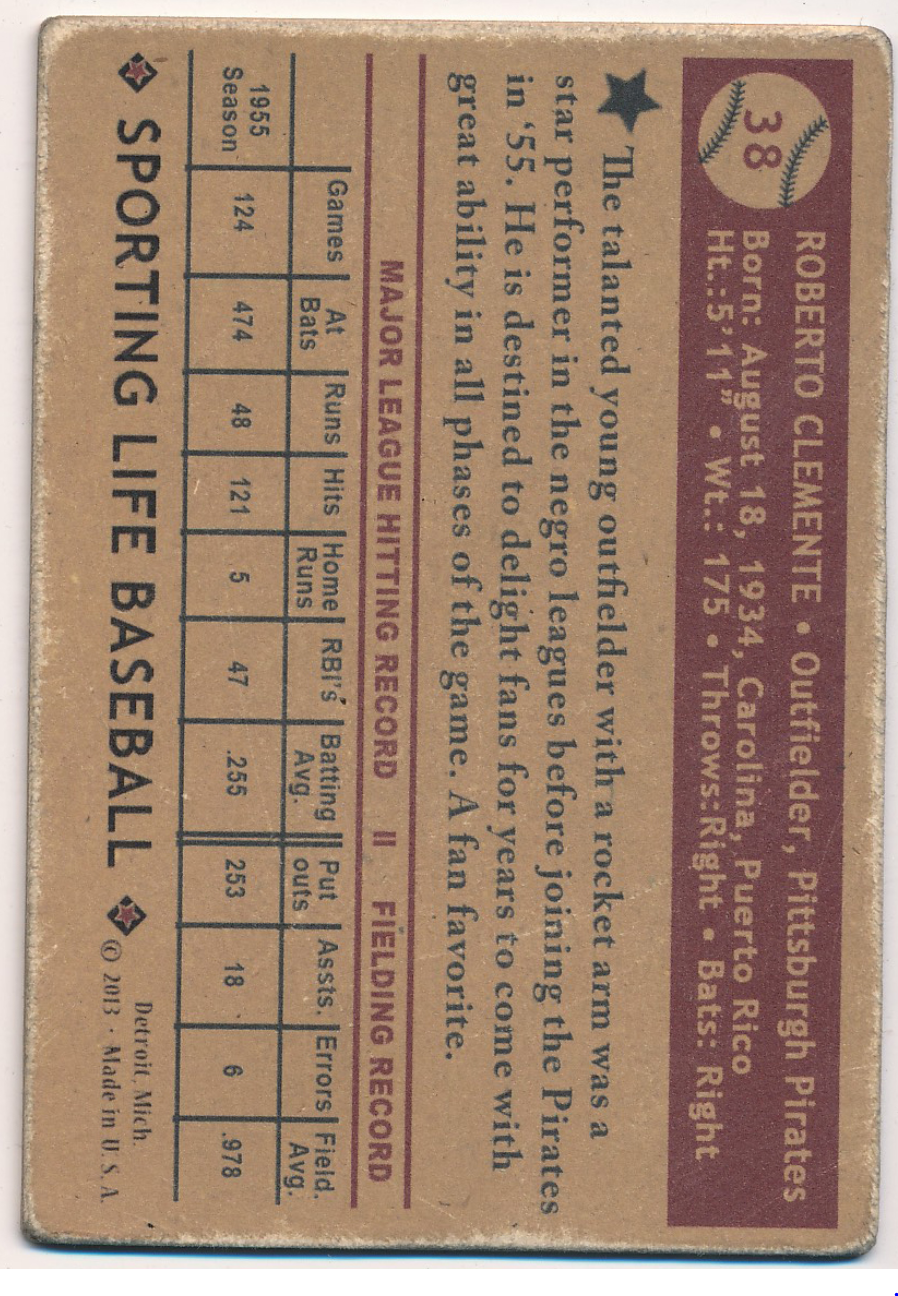 38
ROBERTO CLEMENTE • Outfielder, Pittsburgh Pirates
Born: August 18, 1934, Carolina, Puerto Rico
Ht.:5’11” • Wt.: 175 • Throws:Right • Bats: Right
★ The talanted young outfielder with a rocket arm was a
star performer in the negro leagues before joining the Pirates
in ‘55. He is destined to delight fans for years to come with
great ability in all phases of the game. A fan favorite.
MAJOR LEAGUE HITTING RECORD II FIELDING RECORD
Games At Bats Runs Hits Home Runs RBI’s Batting Avg. Put outs Assts. Errors Field. Avg.
1955 Season 124 474 48 121 5 47 .255 253 18 6 .978
SPORTING LIFE BASEBALL
Detroit, Mich.
© 2013 · Made in U.S.A.